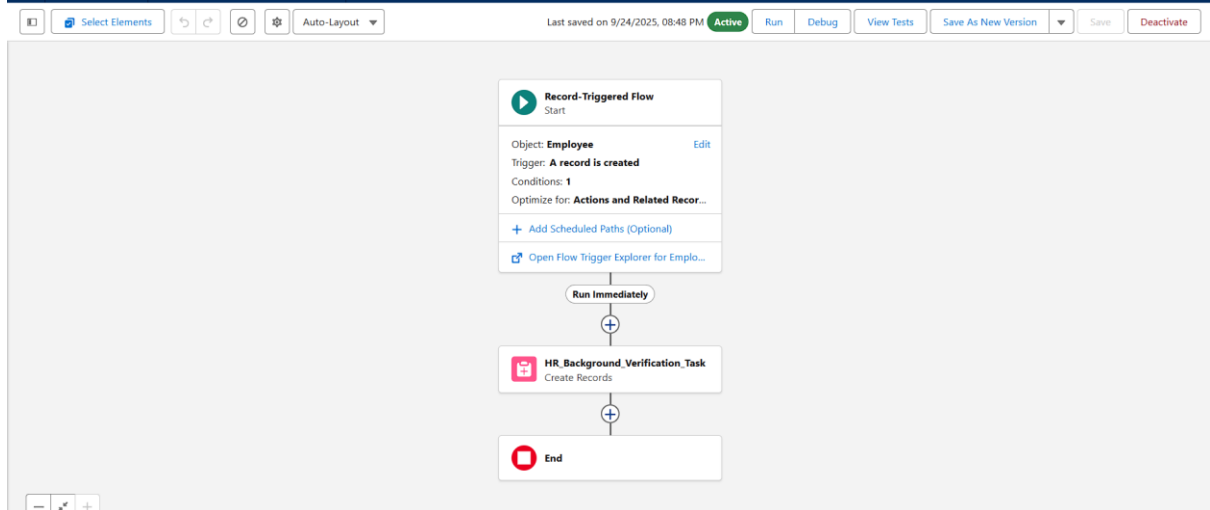 Select Elements Auto-Layout Last saved on 9/24/2025, 08:48 PM Active Run Debug View Tests Save As New Version Save Deactivate
Record-Triggered Flow
Start
Object: Employee Edit
Trigger: A record is created
Conditions: 1
Optimize for: Actions and Related Recor...
+ Add Scheduled Paths (Optional)
Open Flow Trigger Explorer for Emplo...
Run Immediately
HR_Background_Verification_Task
Create Records
End